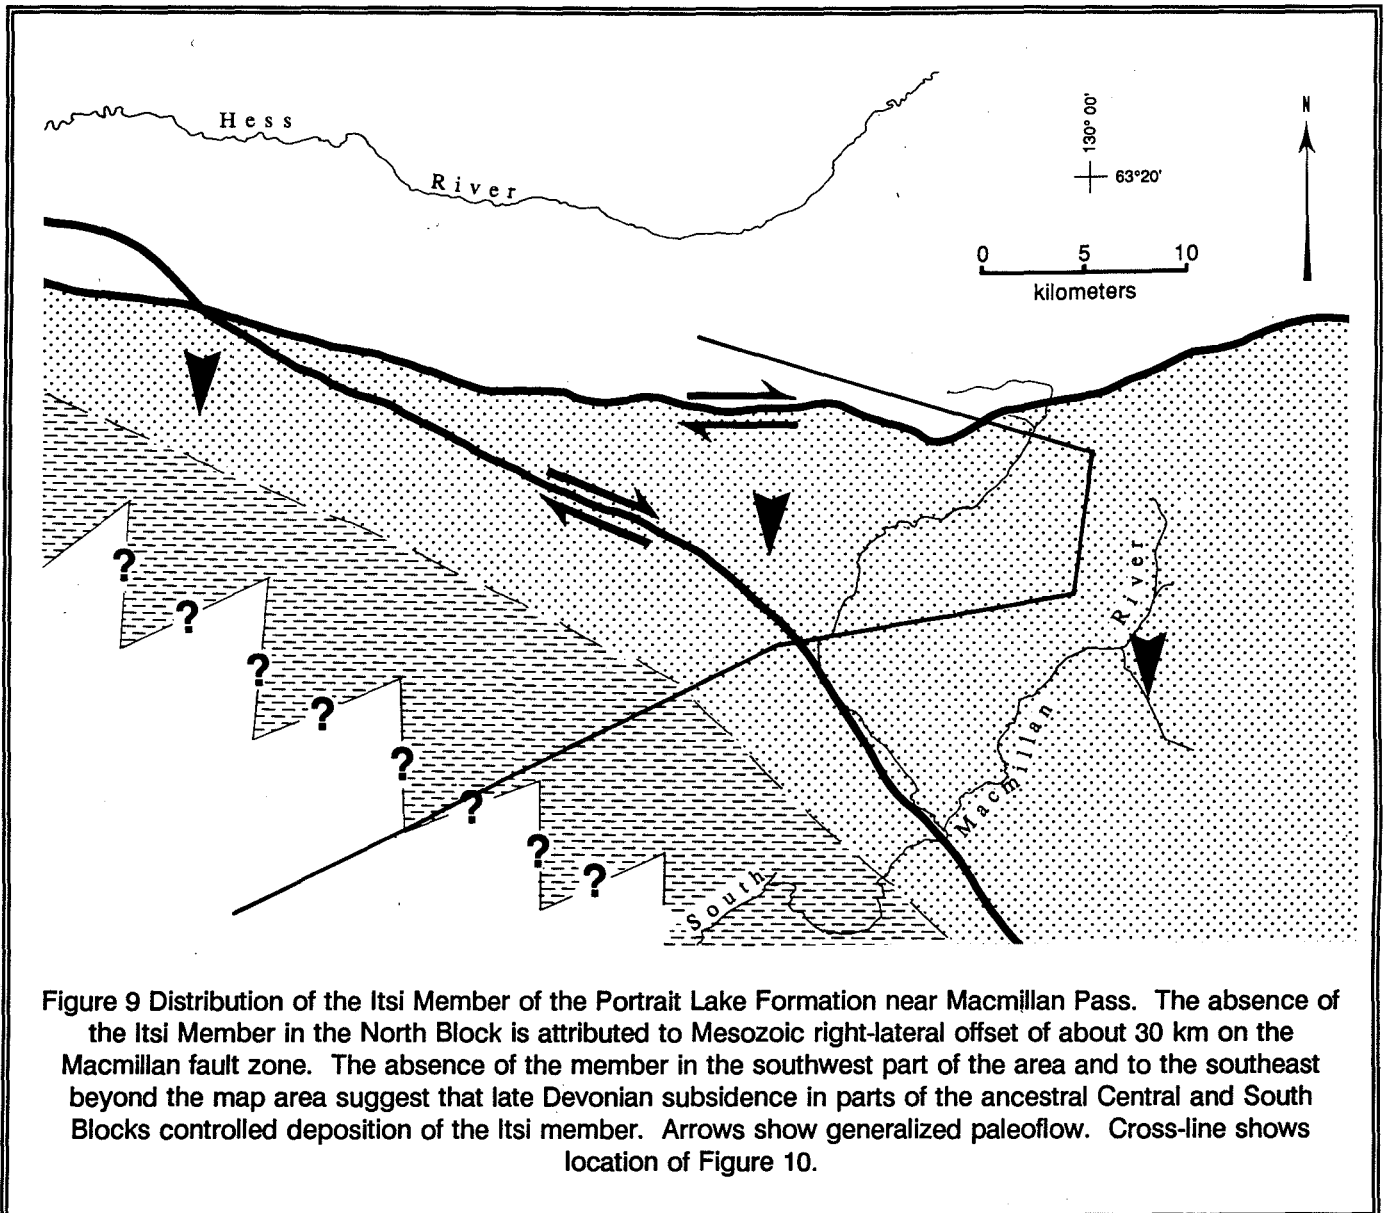 Hess
River
130° 00'
63°20'
N
0 5 10
kilometers
?
?
?
?
?
?
?
?
River
Macmillan
South
Figure 9 Distribution of the Itsi Member of the Portrait Lake Formation near Macmillan Pass. The absence of
the Itsi Member in the North Block is attributed to Mesozoic right-lateral offset of about 30 km on the
Macmillan fault zone. The absence of the member in the southwest part of the area and to the southeast
beyond the map area suggest that late Devonian subsidence in parts of the ancestral Central and South
Blocks controlled deposition of the Itsi member. Arrows show generalized paleoflow. Cross-line shows
location of Figure 10.